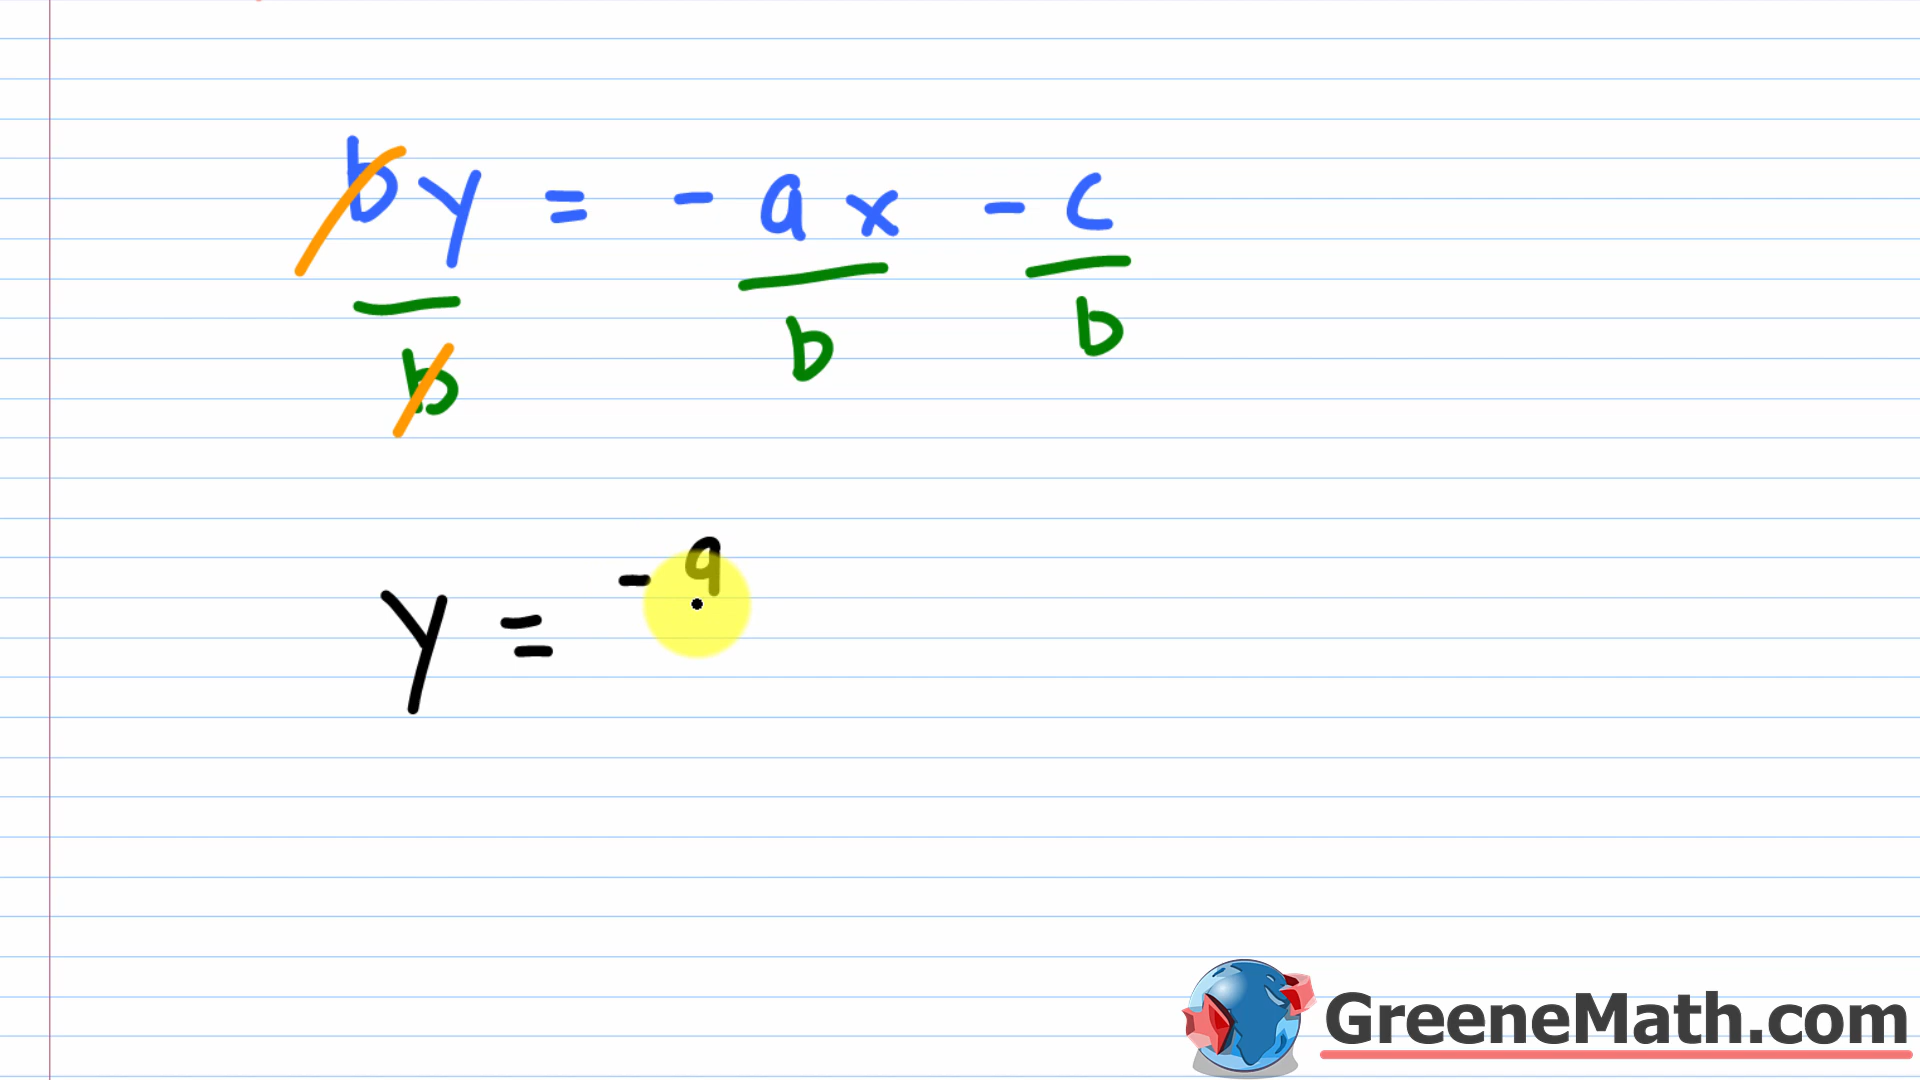 by = - ax - c
b b b
y = - a
GreeneMath.com